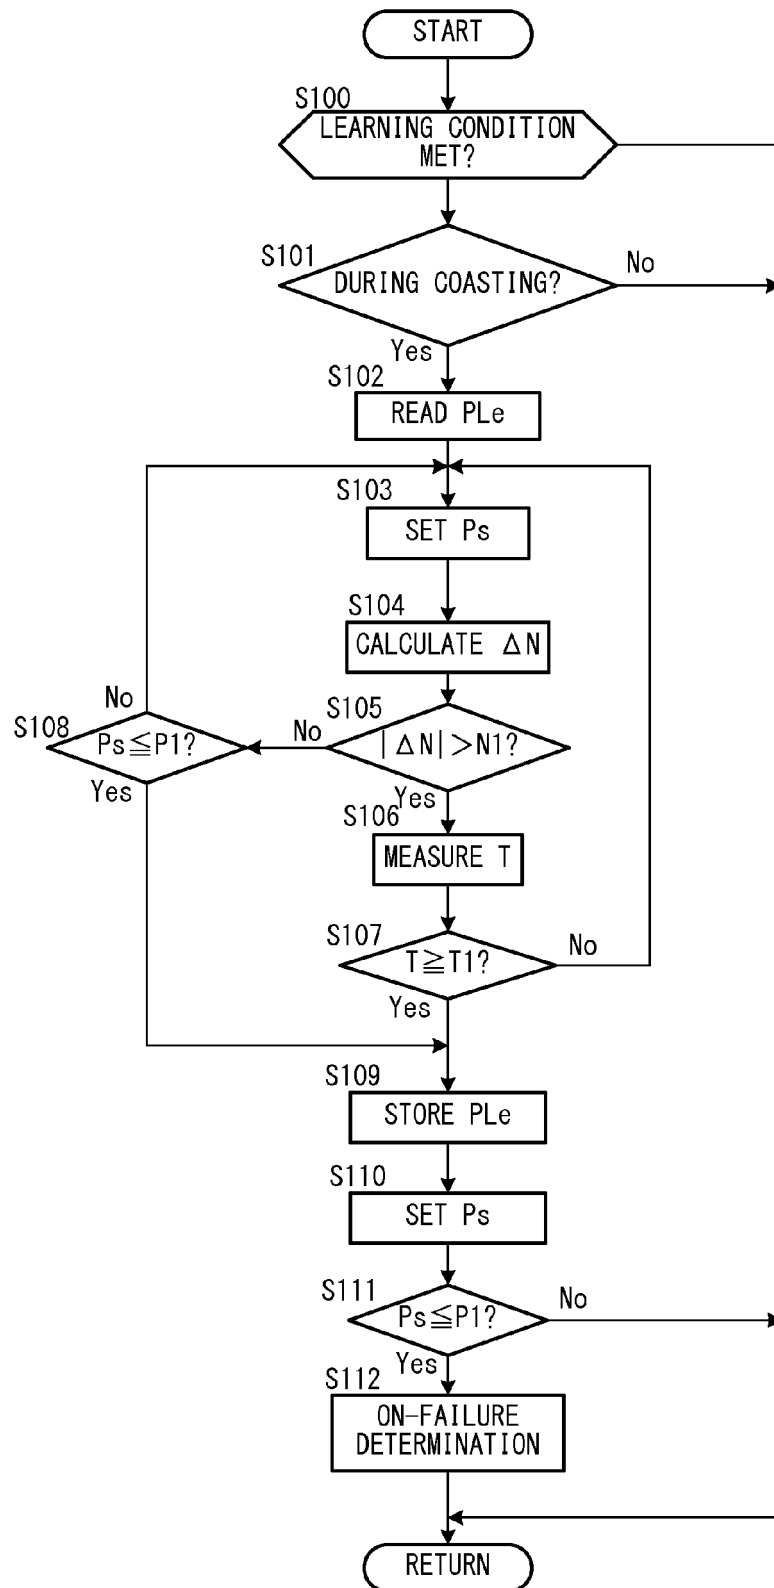 START
S100
LEARNING CONDITION
MET?
S101
DURING COASTING?
No
Yes
S102
READ PLe
S103
SET Ps
S104
CALCULATE ΔN
S105
|ΔN|>N1?
No
Yes
S108
Ps≦P1?
No
Yes
S106
MEASURE T
S107
T≧T1?
No
Yes
S109
STORE PLe
S110
SET Ps
S111
Ps≦P1?
No
Yes
S112
ON-FAILURE
DETERMINATION
RETURN